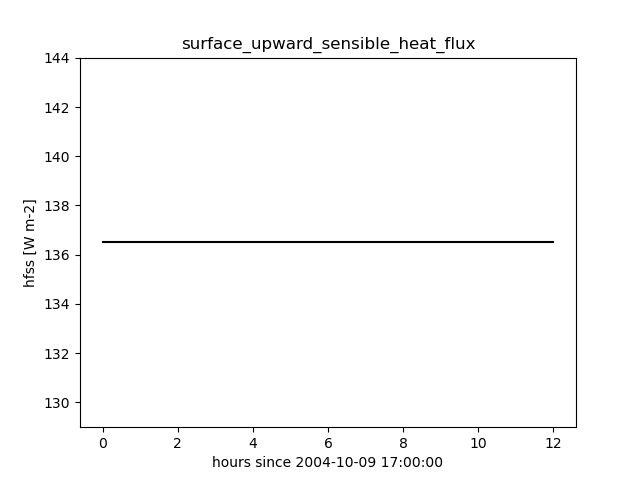 surface_upward_sensible_heat_flux
144
142
140
138
136
134
132
130
hfss [W m-2]
0 2 4 6 8 10 12
hours since 2004-10-09 17:00:00